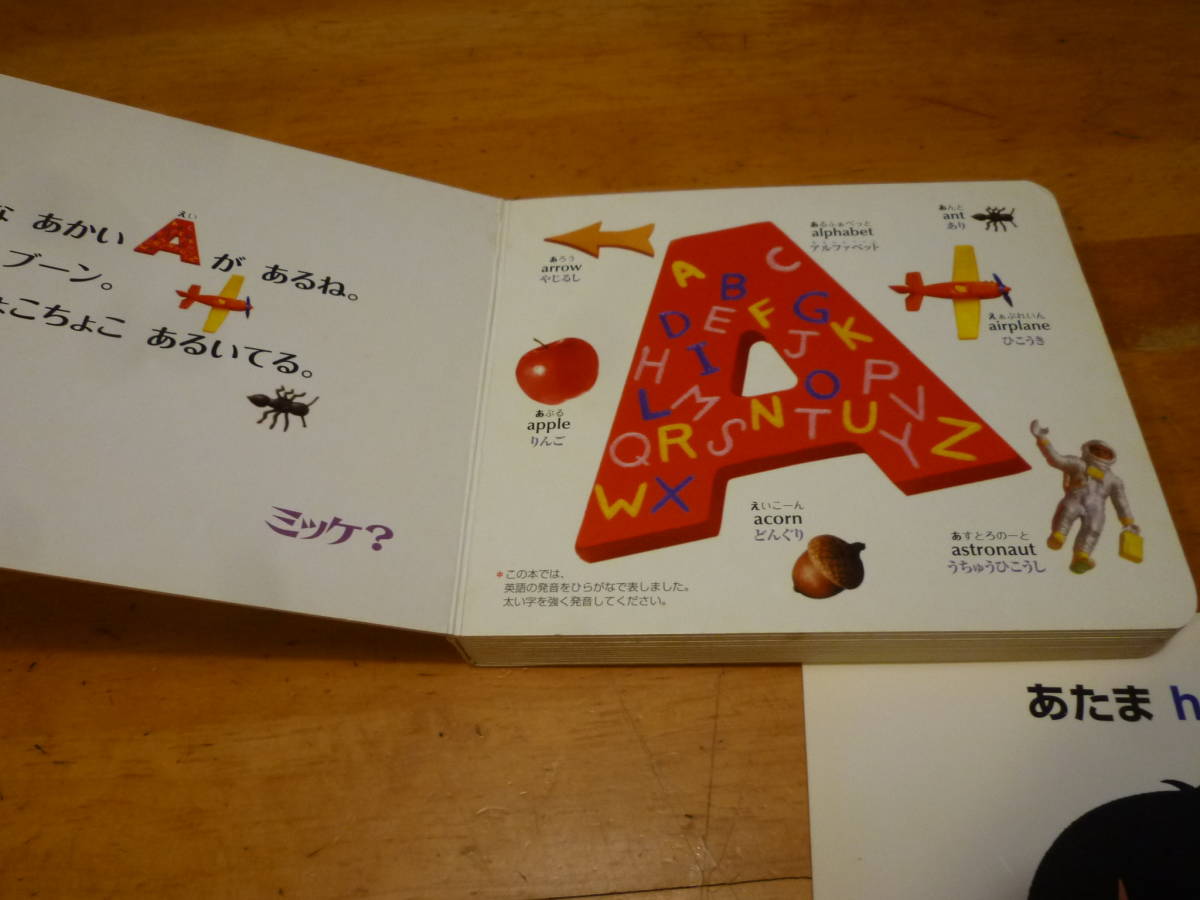 あかい A が あるね。
えい
ブーン。
こちょこ あるいてる。
ミッケ?
あろう
arrow
やじるし
あるふぁべっと
alphabet
アルファベット
あんと
ant
あり
えぁぷれいん
airplane
ひこうき
あぷる
apple
りんご
A
B
C
D
E
F
G
H
I
J
K
L
M
N
O
P
V
Q
R
S
T
U
Y
Z
W
X
えいこーん
acorn
どんぐり
あすとろのーと
astronaut
うちゅうひこうし
*この本では、
英語の発音をひらがなで表しました。
太い字を強く発音してください。
あたま h